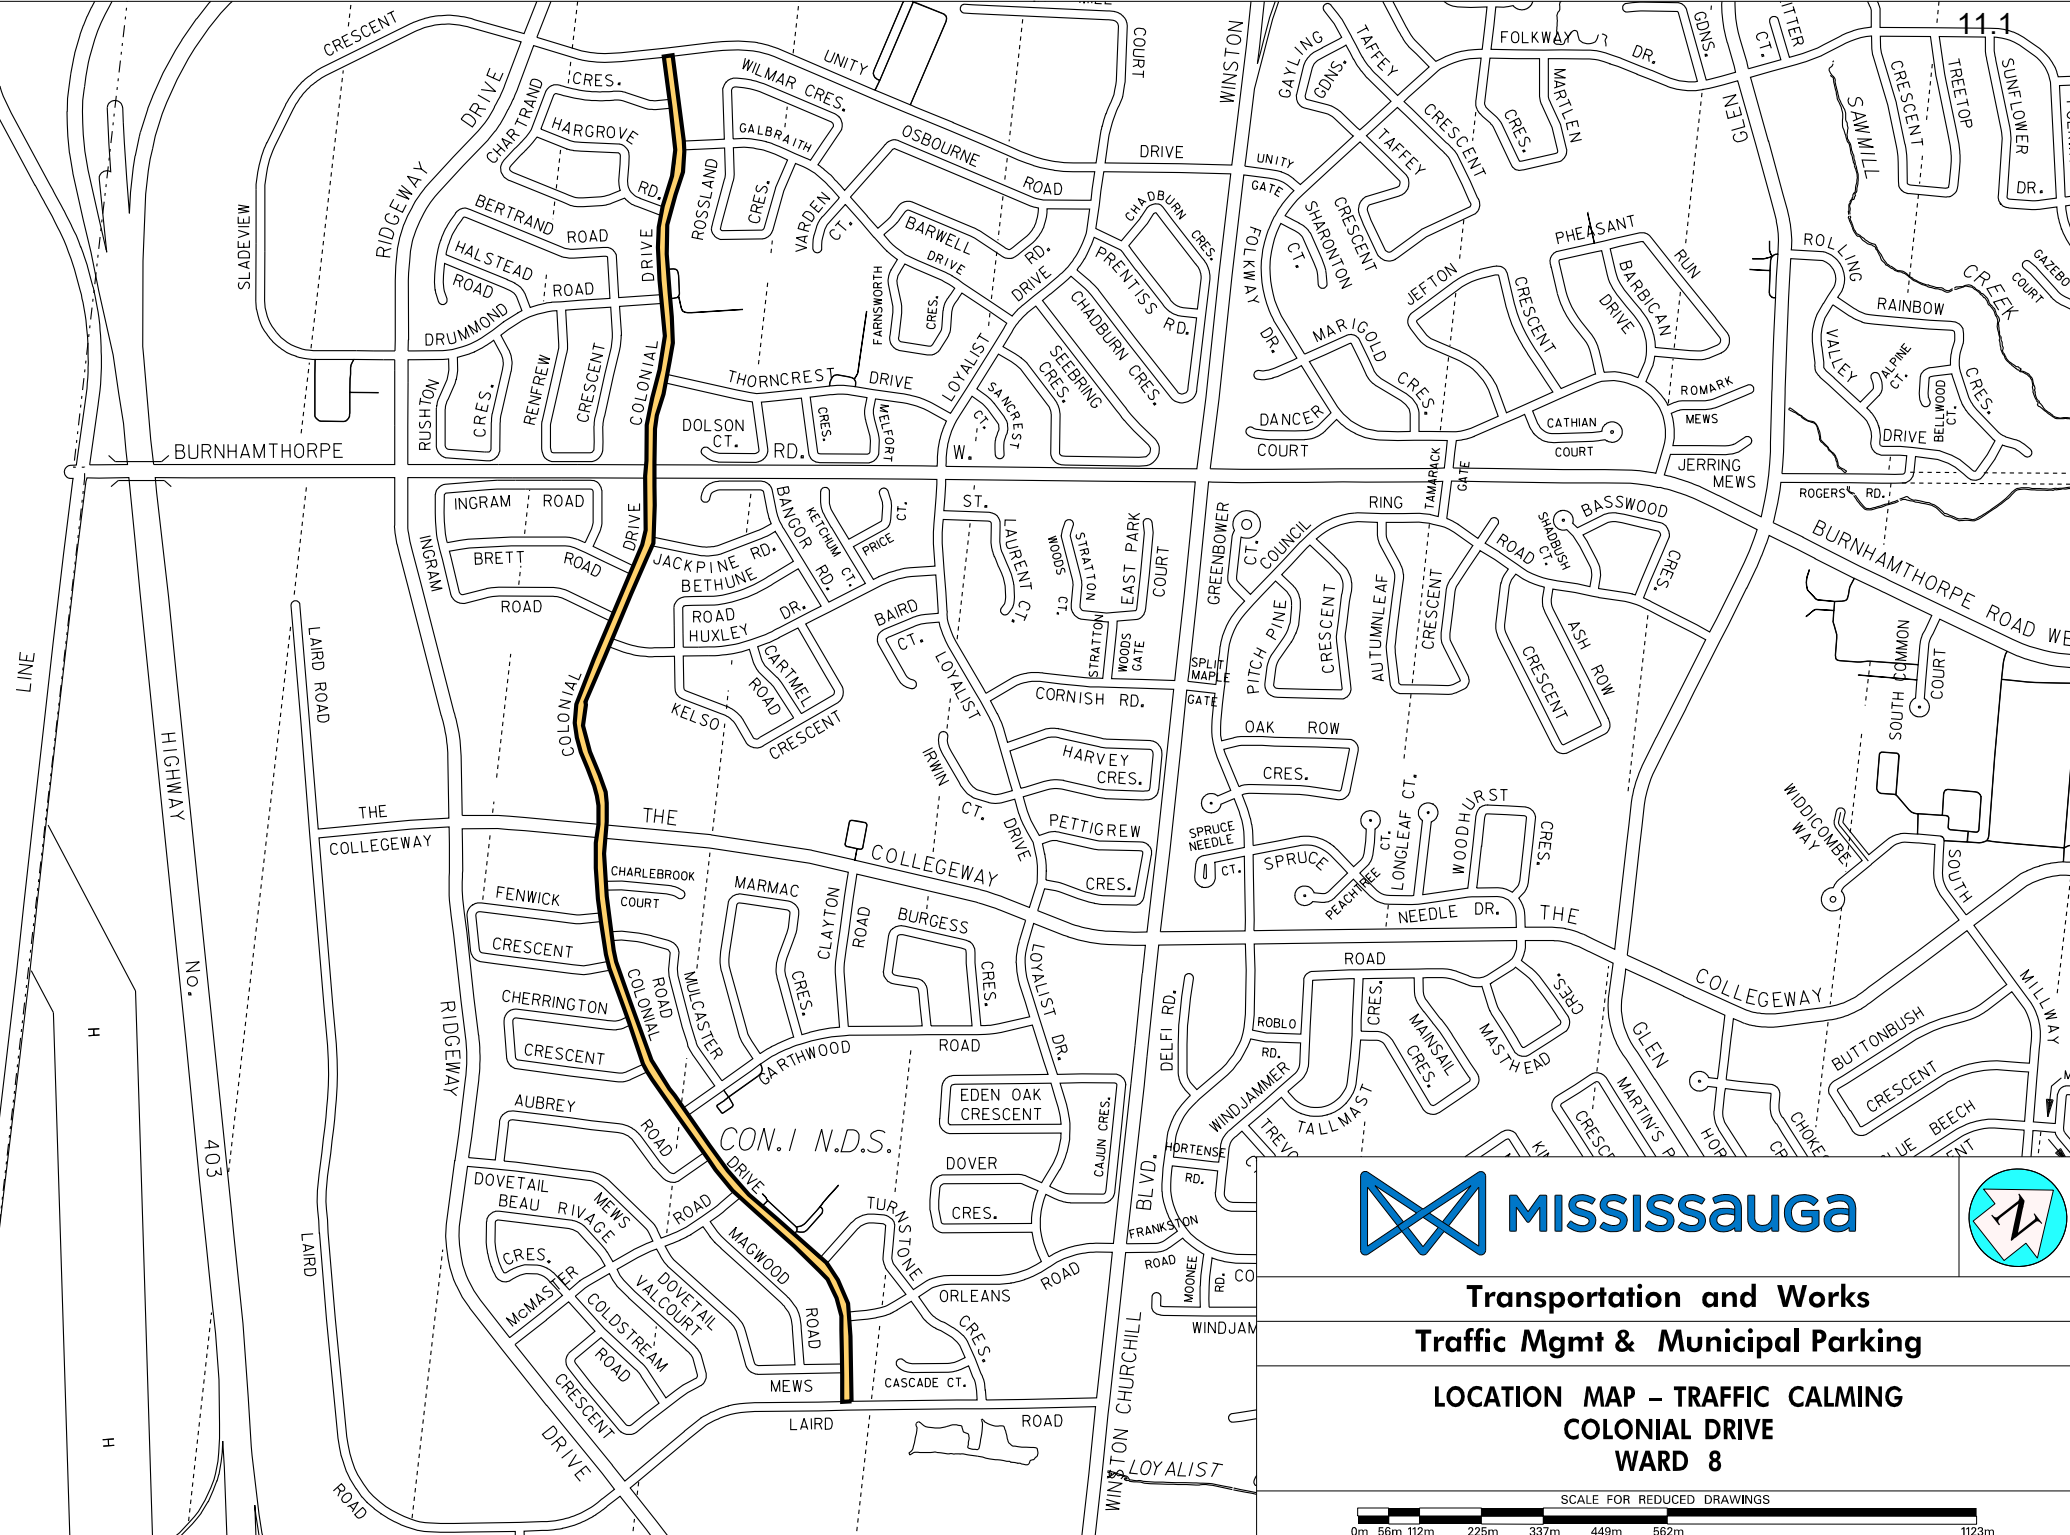 11.1
CRESCENT
UNITY
COURT
WINSTON
GAYLING
GDNS.
TAFFEY
FOLKWAY
DR.
GDNS.
CT.
CRESCENT
TREETOP
SUNFLOWER
DR.
RIDGEWAY
DRIVE
CHARTRAND
CRES.
WILMAR CRES.
HARGROVE
RD.
GALBRAITH
ROSSLAND
CRES.
VARDEN
CT.
OSBOURNE
ROAD
DRIVE
UNITY
GATE
TAFFEY
CRESCENT
CRESCENT
CRES.
MARTLEN
GLEN
SAWMILL
CREEK
SLADEVIEW
BERTRAND
ROAD
HALSTEAD
ROAD
ROAD
DRUMMOND
COLONIAL
DRIVE
BARWELL
DRIVE
RD.
DRIVE
CHADBURN
CRES.
PRENTISS
RD.
FOLKWAY
DR.
SHARONTON
CT.
PHEASANT
RUN
BARBICAN
DRIVE
ROLLING
RAINBOW
GAZEBO
COURT
FARNSWORTH
CRES.
CHADBURN CRES.
JEFTON
CRESCENT
MARIGOLD
CRES.
VALLEY
ALPINE
CT.
CRES.
BELLWOOD
CT.
DRIVE
RUSHTON
CRES.
RENFREW
CRESCENT
COLONIAL
THORNCREST
DRIVE
LOYALIST
SEEBRING
CRES.
SANCREST
CT.
DOLSON
CT.
CRES.
MELFORT
DANCER
COURT
CATHIAN
COURT
ROMARK
MEWS
JERRING
MEWS
BURNHAMTHORPE
RD.
W.
TAMARACK
GATE
ROGERS RD.
INGRAM ROAD
BRETT ROAD
ROAD
INGRAM
DRIVE
JACKPINE RD.
BANGOR
RD.
KETCHUM CT.
PRICE
CT.
BETHUNE
ROAD
HUXLEY
DR.
ST.
LAURENT CT.
STRATTON
WOODS CT.
EAST PARK
COURT
GREENBOWER
CT.
COUNCIL
RING
ROAD
SHADBUSH
CT.
BASSWOOD
CRES.
BURNHAMTHORPE ROAD WE
LINE
LAIRD ROAD
BAIRD
CT.
LOYALIST
STRATTON
WOODS
GATE
SPLIT
MAPLE
GATE
CORNISH RD.
PITCH PINE
CRESCENT
AUTUMNLEAF
CRESCENT
ASH ROW
CRESCENT
SOUTH COMMON
COURT
COLONIAL
KELSO
CRESCENT
CARTMEL
ROAD
HARVEY
CRES.
OAK ROW
CRES.
IRWIN
CT.
DRIVE
HIGHWAY
No.
403
THE
COLLEGEWAY
THE
COLLEGEWAY
PETTIGREW
CRES.
SPRUCE
NEEDLE
CT.
SPRUCE
PEACHTREE
CT.
LONGLEAF CT.
WOODHURST
CRES.
NEEDLE DR.
THE
COLLEGEWAY
WIDDICOMBE
WAY
SOUTH
MILLWAY
FENWICK
CRESCENT
CHARLEBROOK
COURT
MARMAC
CRES.
CLAYTON
ROAD
BURGESS
CRES.
LOYALIST DR.
COLONIAL
ROAD
MULCASTER
CHERRINGTON
CRESCENT
RIDGEWAY
GARTHWOOD
ROAD
DELFI RD.
ROAD
ROBLO
RD.
CRES.
MAINSAIL
CRES.
MASTHEAD
CRES.
GLEN
BUTTONBUSH
CRESCENT
AUBREY
ROAD
CON.I N.D.S.
DRIVE
EDEN OAK
CRESCENT
CAJUN CRES.
WINDJAMMER
TALLMAST
MARTIN'S
BEECH
DOVETAIL
MEWS
BEAU RIVAGE
CRES.
ROAD
McMASTER
MAGWOOD
ROAD
DOVETAIL
VALCOURT
COLDSTREAM
ROAD
CRESCENT
MEWS
TURNSTONE
CRES.
DOVER
CRES.
HORTENSE
RD.
FRANKSTON
ROAD
MOONEE
RD.
ORLEANS
ROAD
WINDJAM
CASCADE CT.
LAIRD
LAIRD
ROAD
ROAD
DRIVE
WINSTON CHURCHILL
BLVD.
LOYALIST
H
H
MISSISSAUGA
N
Transportation and Works
Traffic Mgmt & Municipal Parking
LOCATION MAP – TRAFFIC CALMING
COLONIAL DRIVE
WARD 8
SCALE FOR REDUCED DRAWINGS
0m 56m 112m 225m 337m 449m 562m 1123m